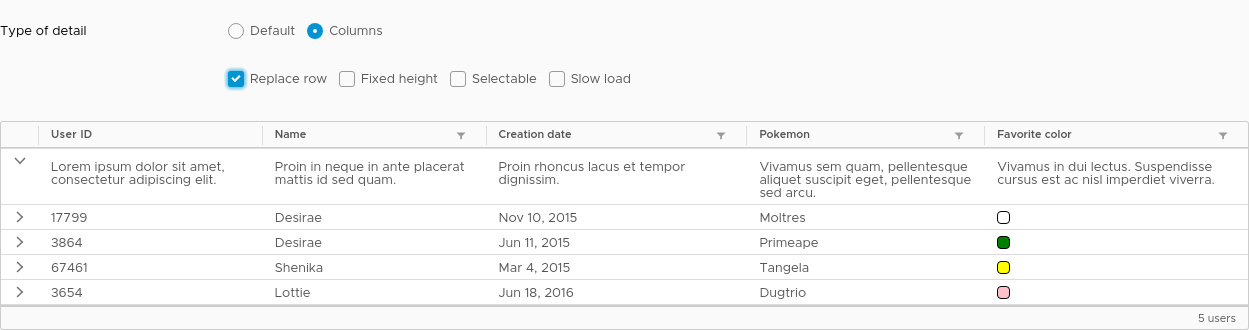 Type of detail Default Columns
Replace row Fixed height Selectable Slow load
User ID Name Creation date Pokemon Favorite color
Lorem ipsum dolor sit amet, Proin in neque in ante placerat Proin rhoncus lacus et tempor Vivamus sem quam, pellentesque Vivamus in dui lectus. Suspendisse
consectetur adipiscing elit. mattis id sed quam. dignissim. aliquet suscipit eget, pellentesque cursus est ac nisl imperdiet viverra.
sed arcu.
17799 Desirae Nov 10, 2015 Moltres
3864 Desirae Jun 11, 2015 Primeape
67461 Shenika Mar 4, 2015 Tangela
3654 Lottie Jun 18, 2016 Dugtrio
5 users